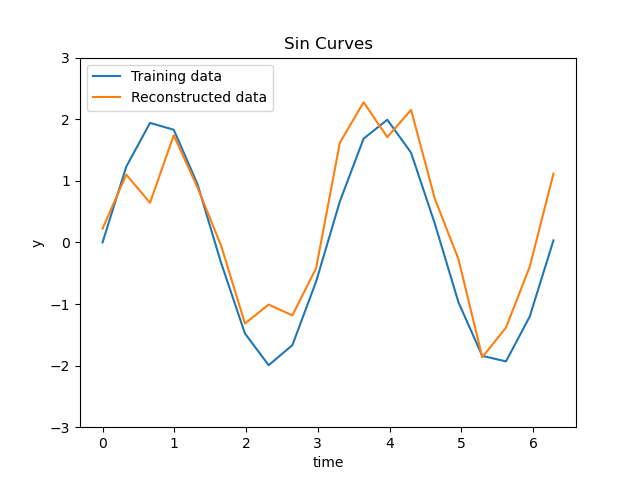 Sin Curves
Training data
Reconstructed data
3
2
1
0
−1
−2
−3
y
0 1 2 3 4 5 6
time